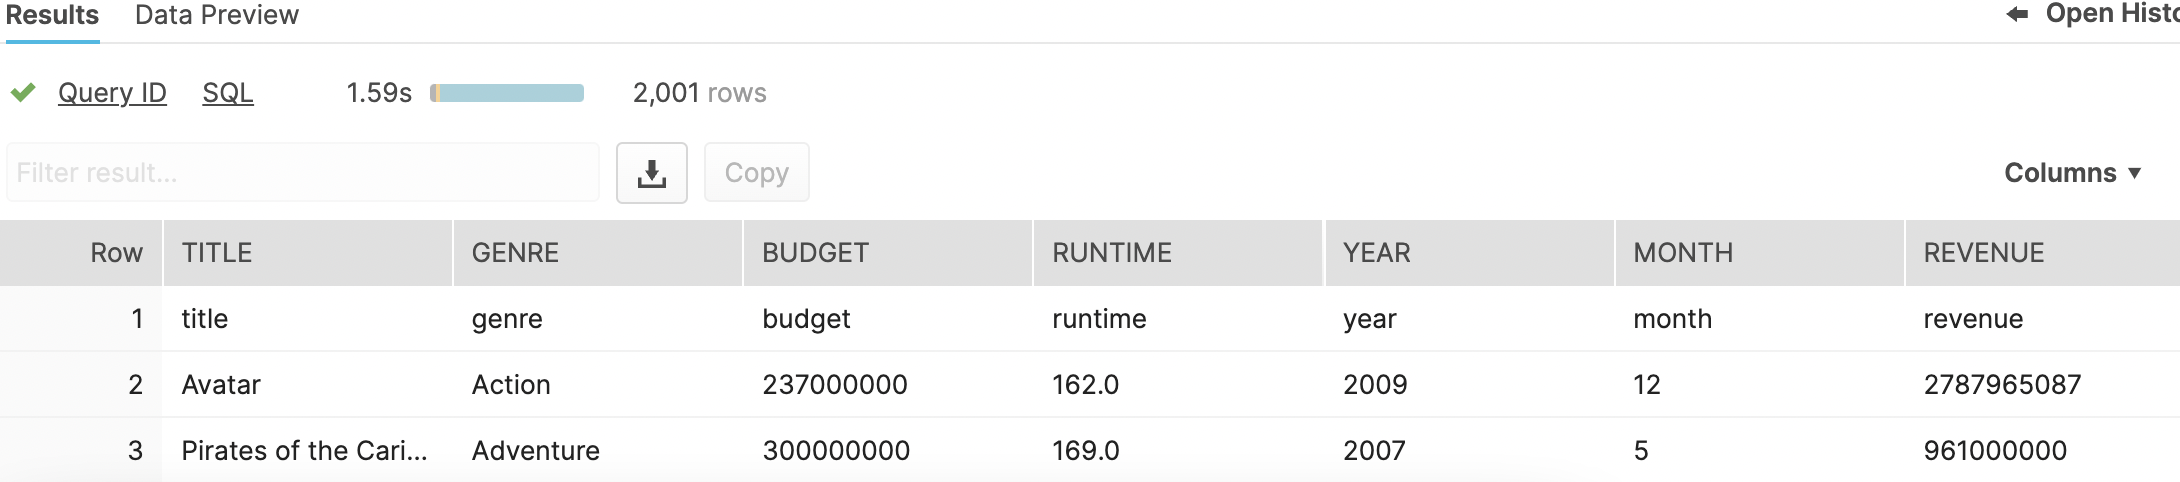 Results Data Preview Open Histo
Query ID SQL 1.59s 2,001 rows
Filter result... Copy Columns
Row TITLE GENRE BUDGET RUNTIME YEAR MONTH REVENUE
1 title genre budget runtime year month revenue
2 Avatar Action 237000000 162.0 2009 12 2787965087
3 Pirates of the Cari... Adventure 300000000 169.0 2007 5 961000000